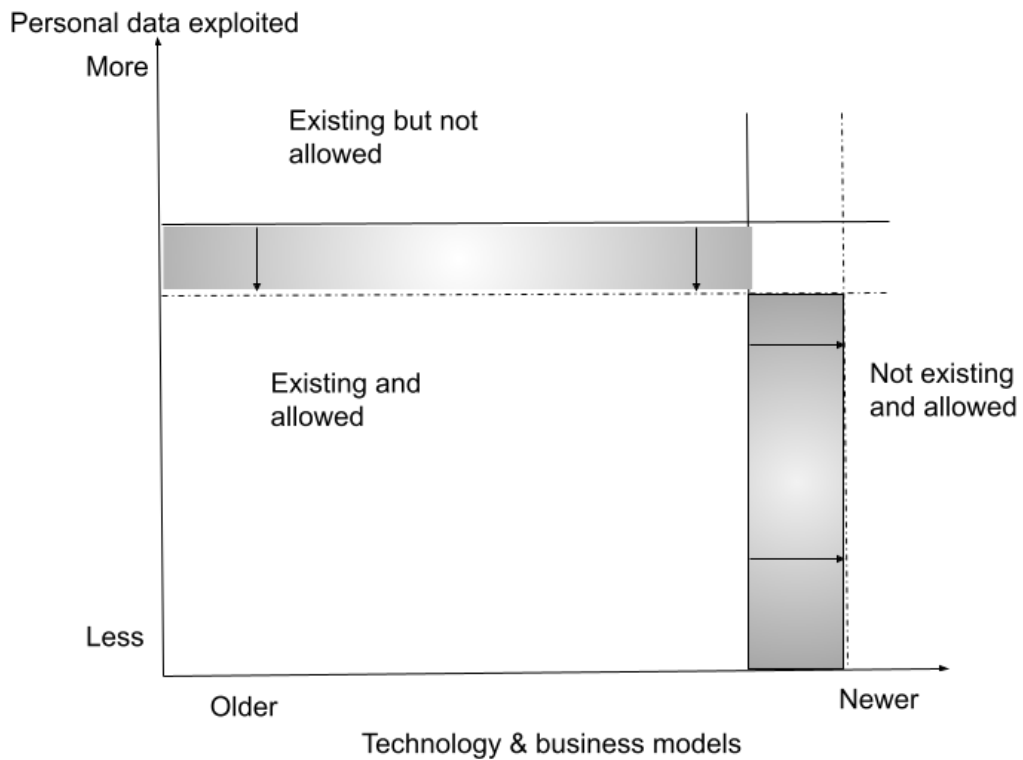 Personal data exploited
More
Existing but not
allowed
Existing and
allowed
Not existing
and allowed
Less
Older
Newer
Technology & business models